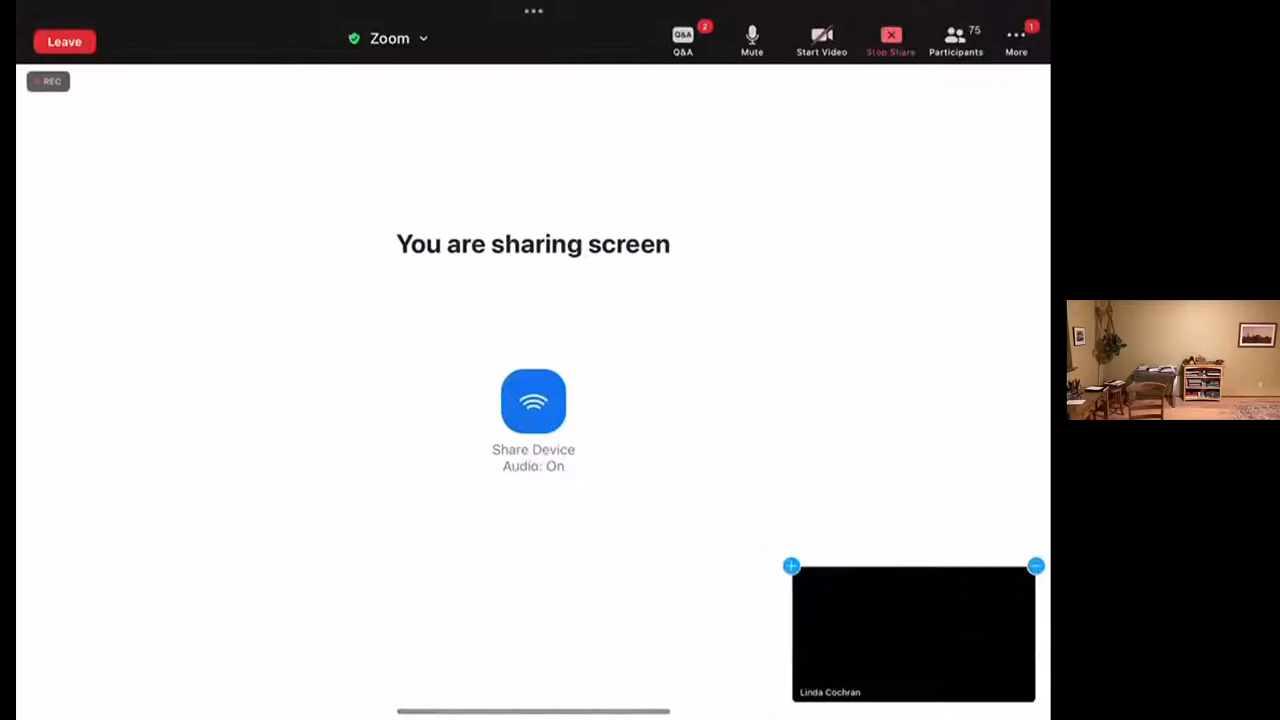 Leave
Zoom
Q&A
2
Q&A
Mute
Start Video
Stop Share
75
Participants
1
More
REC
You are sharing screen
Share Device
Audio: On
Linda Cochran